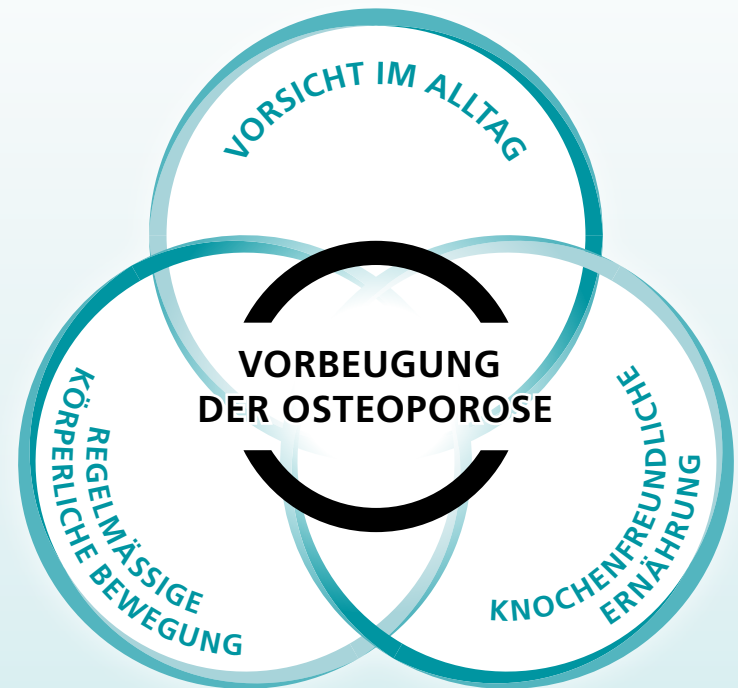 VORSICHT IM ALLTAG
VORBEUGUNG
DER OSTEOPOROSE
REGELMÄSSIGE
KÖRPERLICHE BEWEGUNG
KNOCHENFREUNDLICHE
ERNÄHRUNG